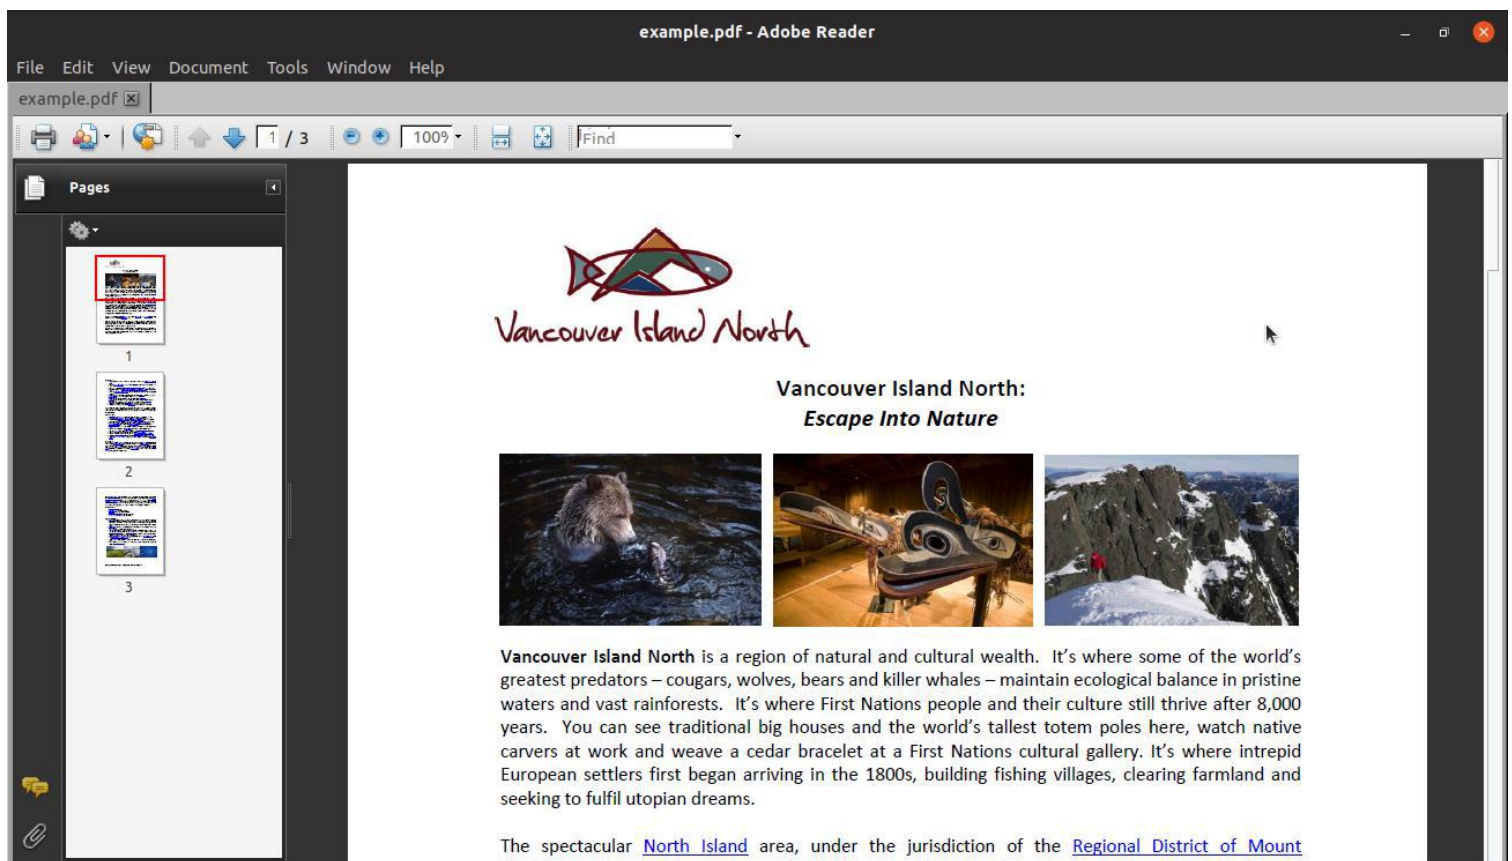 example.pdf - Adobe Reader
File Edit View Document Tools Window Help
example.pdf
1 / 3 100% Find
Pages
1
2
3
Vancouver Island North
Vancouver Island North:
Escape Into Nature
Vancouver Island North is a region of natural and cultural wealth. It's where some of the world's
greatest predators – cougars, wolves, bears and killer whales – maintain ecological balance in pristine
waters and vast rainforests. It's where First Nations people and their culture still thrive after 8,000
years. You can see traditional big houses and the world's tallest totem poles here, watch native
carvers at work and weave a cedar bracelet at a First Nations cultural gallery. It's where intrepid
European settlers first began arriving in the 1800s, building fishing villages, clearing farmland and
seeking to fulfil utopian dreams.
The spectacular North Island area, under the jurisdiction of the Regional District of Mount